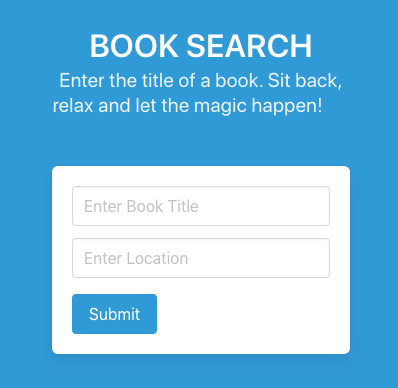 BOOK SEARCH
Enter the title of a book. Sit back,
relax and let the magic happen!
Enter Book Title
Enter Location
Submit